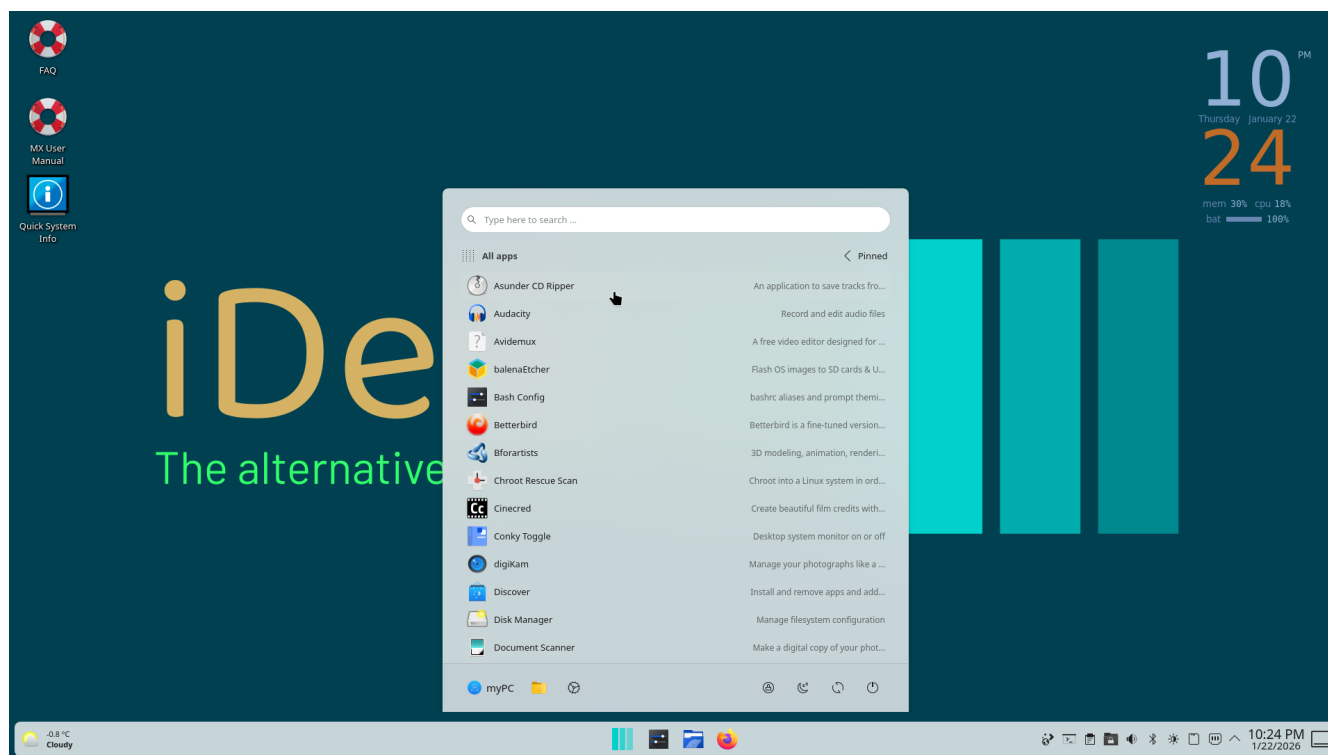 FAQ
MX User
Manual
Quick System
Info
10 PM
Thursday January 22
24
mem 30% cpu 18%
bat 100%
iDe
The alternative
Type here to search ...
All apps
Pinned
Asunder CD Ripper An application to save tracks fro...
Audacity Record and edit audio files
Avidemux A free video editor designed for ...
balenaEtcher Flash OS images to SD cards & U...
Bash Config bashrc aliases and prompt themi...
Betterbird Betterbird is a fine-tuned version...
Bforartists 3D modeling, animation, renderi...
Chroot Rescue Scan Chroot into a Linux system in ord...
Cc
Cinecred Create beautiful film credits with...
Conky Toggle Desktop system monitor on or off
digiKam Manage your photographs like a ...
Discover Install and remove apps and add...
Disk Manager Manage filesystem configuration
Document Scanner Make a digital copy of your phot...
myPC
-0.8 °C
Cloudy
10:24 PM
1/22/2026